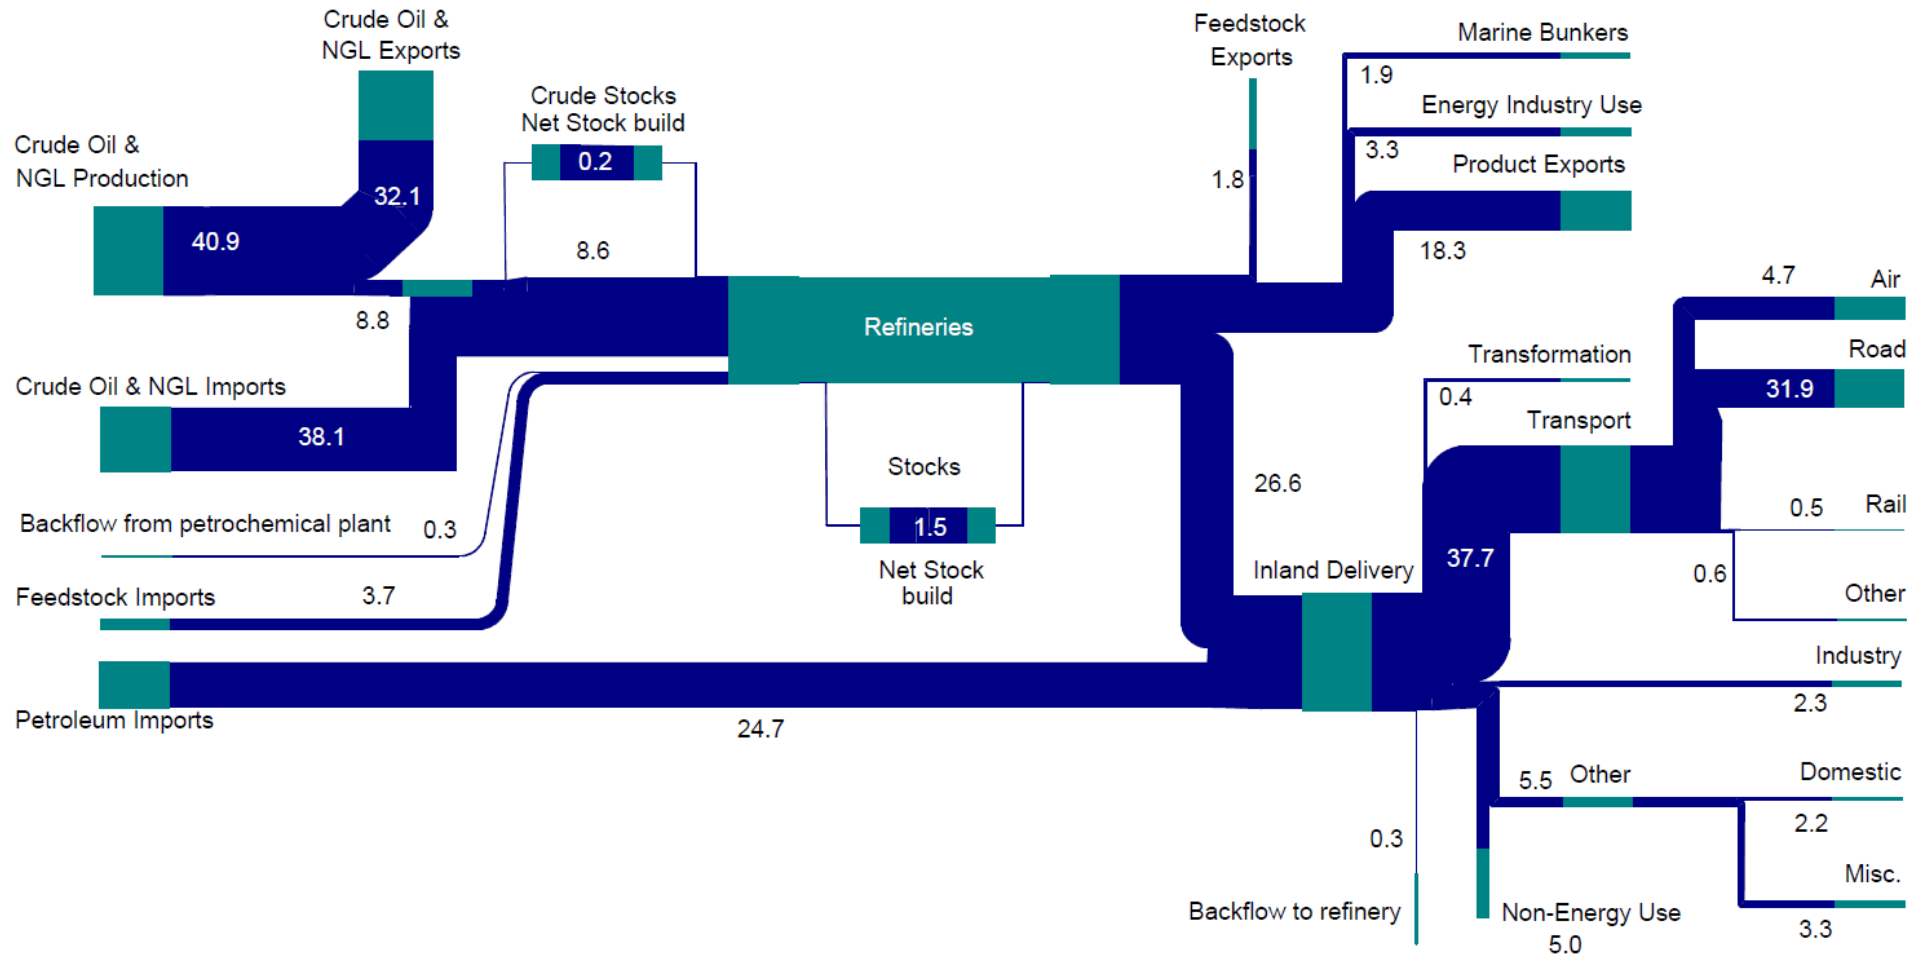 Crude Oil &
NGL Exports
Feedstock
Exports
Marine Bunkers
1.9
Crude Stocks
Net Stock build
0.2
Energy Industry Use
3.3
Crude Oil &
NGL Production
Product Exports
1.8
32.1
40.9
8.6
18.3
4.7
Air
8.8
Refineries
Transformation
0.4
Road
31.9
Crude Oil & NGL Imports
38.1
Transport
Stocks
1.5
Net Stock
build
26.6
0.5
Rail
Backflow from petrochemical plant
0.3
Inland Delivery
37.7
0.6
Other
Feedstock Imports
3.7
Industry
2.3
Petroleum Imports
24.7
5.5
Other
Domestic
2.2
0.3
Misc.
3.3
Backflow to refinery
Non-Energy Use
5.0